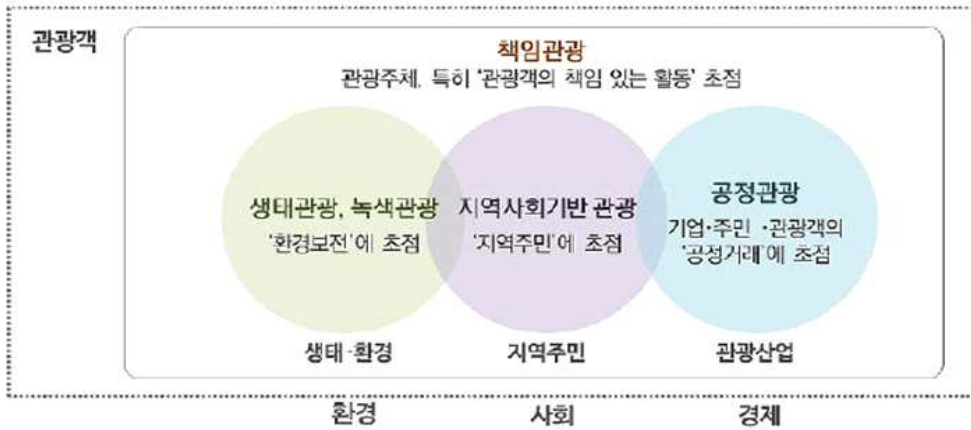 관광객
책임관광
관광주체, 특히 '관광객의 책임 있는 활동' 초점
생태관광, 녹색관광
'환경보전'에 초점
지역사회기반 관광
'지역주민'에 초점
공정관광
기업·주민·관광객의
'공정거래'에 초점
생태·환경
지역주민
관광산업
환경
사회
경제